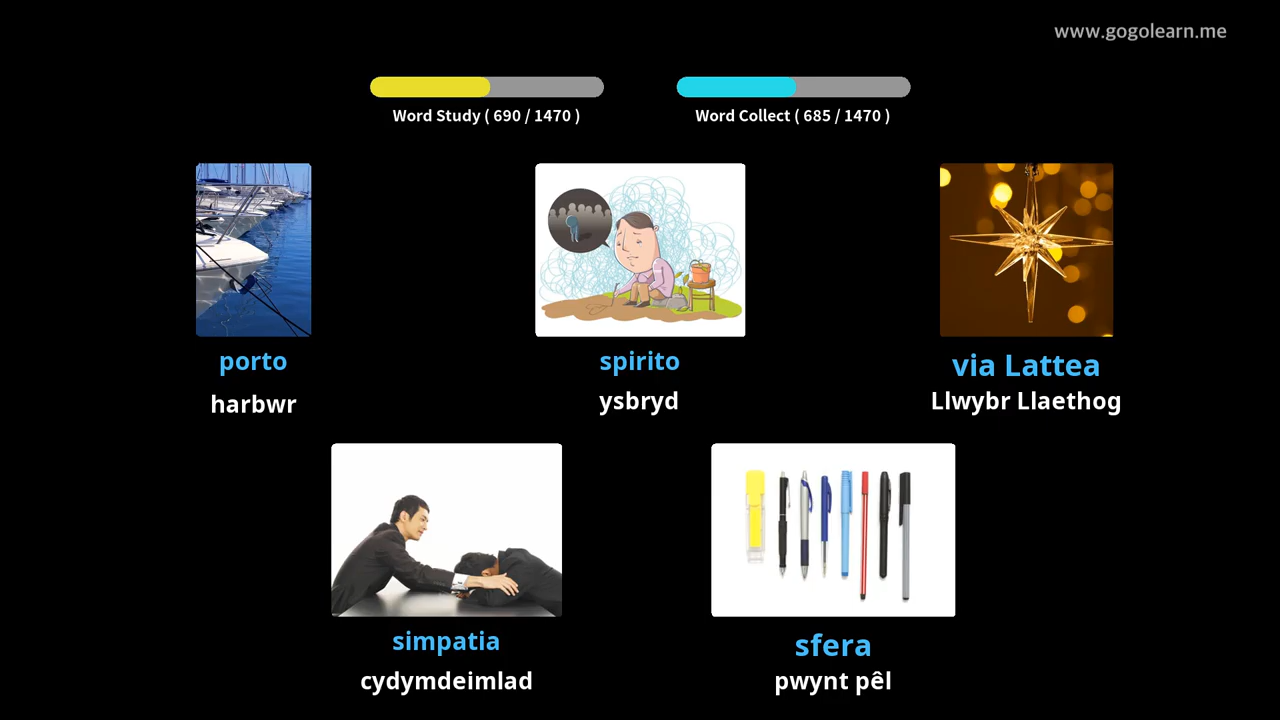 www.gogolearn.me
Word Study ( 690 / 1470 )
Word Collect ( 685 / 1470 )
porto
harbwr
spirito
ysbryd
via Lattea
Llwybr Llaethog
simpatia
cydymdeimlad
sfera
pwynt pêl